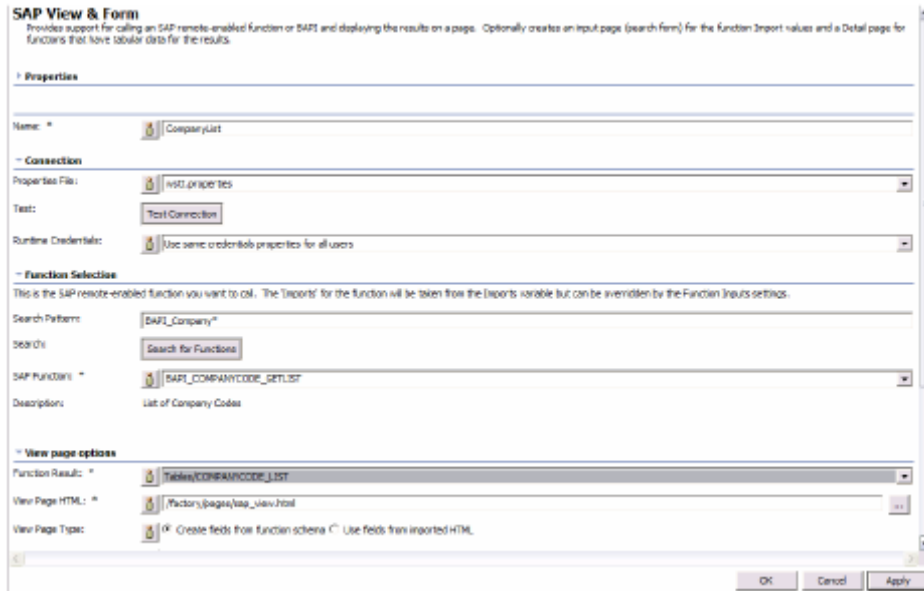 SAP View & Form
Provides support for calling an SAP remote-enabled function or BAPI and displaying the results on a page. Optionally creates an input page (search form) for the function Import values and a Detail page for
functions that have tabular data for the results.
Properties
Name: * CompanyList
Connection
Properties File:
Test: Test Connection
Runtime Credentials: Use same credentials properties for all users
Function Selection
This is the SAP remote-enabled function you want to call. The 'Imports' for the function will be taken from the Imports variable but can be overridden by the Function Inputs settings.
Search Pattern: BAPI_Company*
Search: Search for Functions
SAP Function: * BAPI_COMPANYCODE_GETLIST
Description: List of Company Codes
View page options
Function Result: * Tables/COMPANYCODE_LIST
View Page HTML: * /factory/pages/sap_view.html ...
View Page Type: Create fields from function schema Use fields from imported HTML
OK Cancel Apply